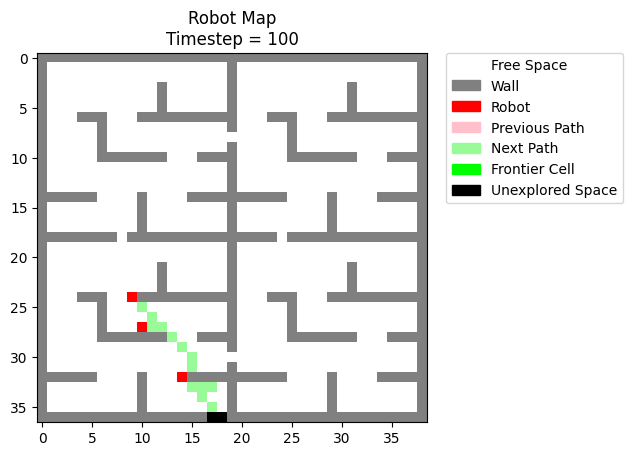 Robot Map
Timestep = 100
Free Space
Wall
Robot
Previous Path
Next Path
Frontier Cell
Unexplored Space
0
5
10
15
20
25
30
35
0
5
10
15
20
25
30
35